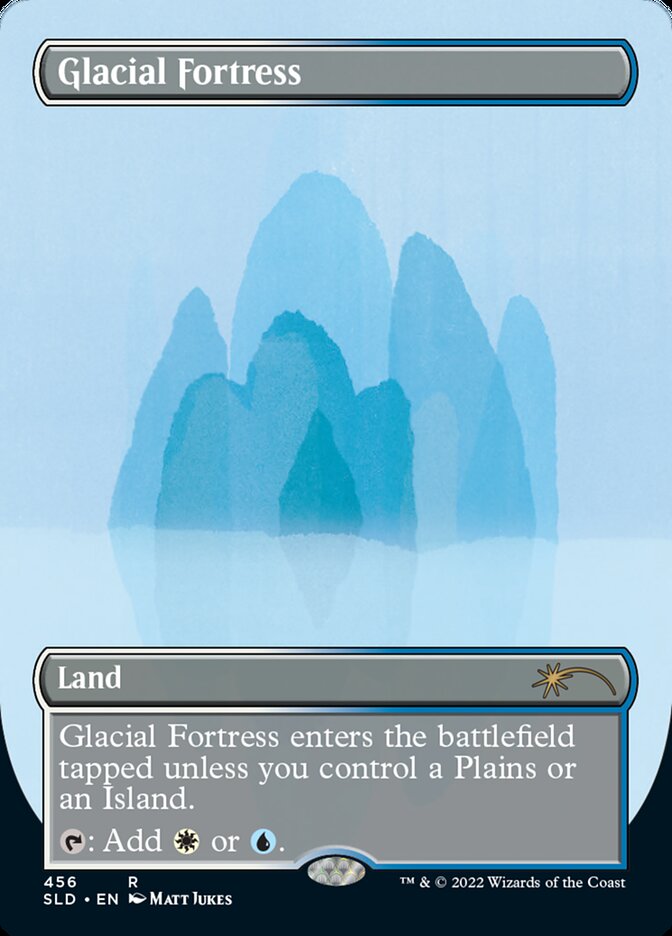 Glacial Fortress
Land
Glacial Fortress enters the battlefield
tapped unless you control a Plains or
an Island.
: Add or .
456 R
SLD • EN Matt Jukes
™ & © 2022 Wizards of the Coast